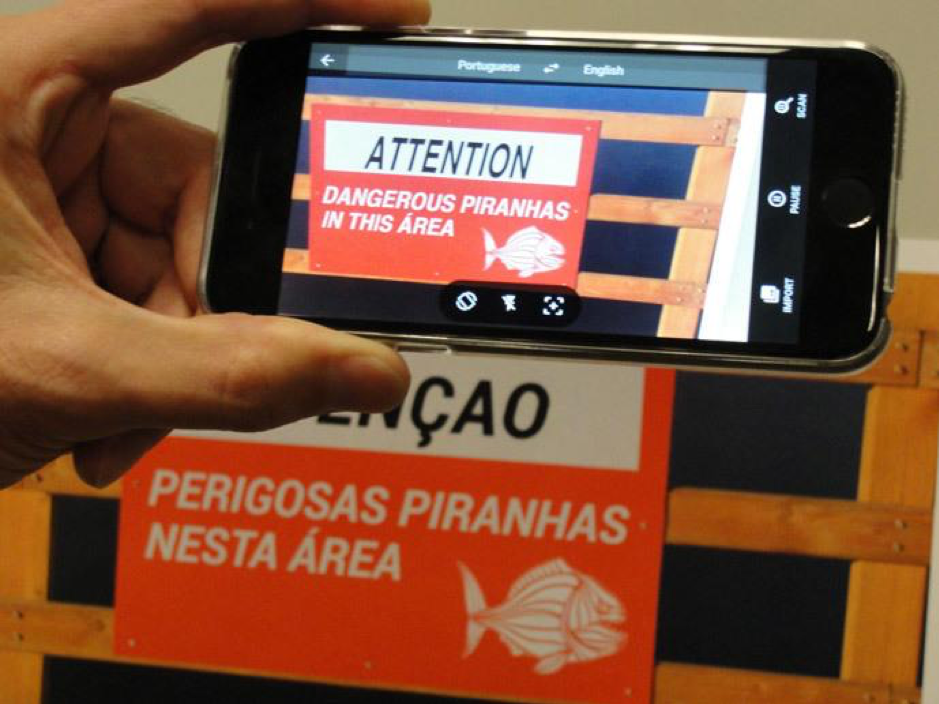 Portuguese
English
ATTENTION
DANGEROUS PIRANHAS
IN THIS ÁREA
SCAN
PAUSE
IMPORT
ENÇAO
PERIGOSAS PIRANHAS
NESTA ÁREA